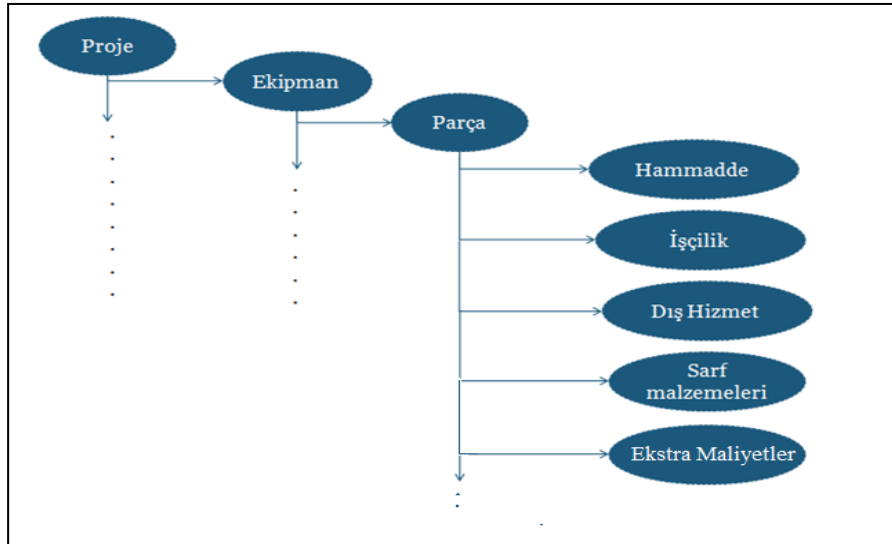 Proje
Ekipman
Parça
Hammadde
İşçilik
Dış Hizmet
Sarf
malzemeleri
Ekstra Maliyetler